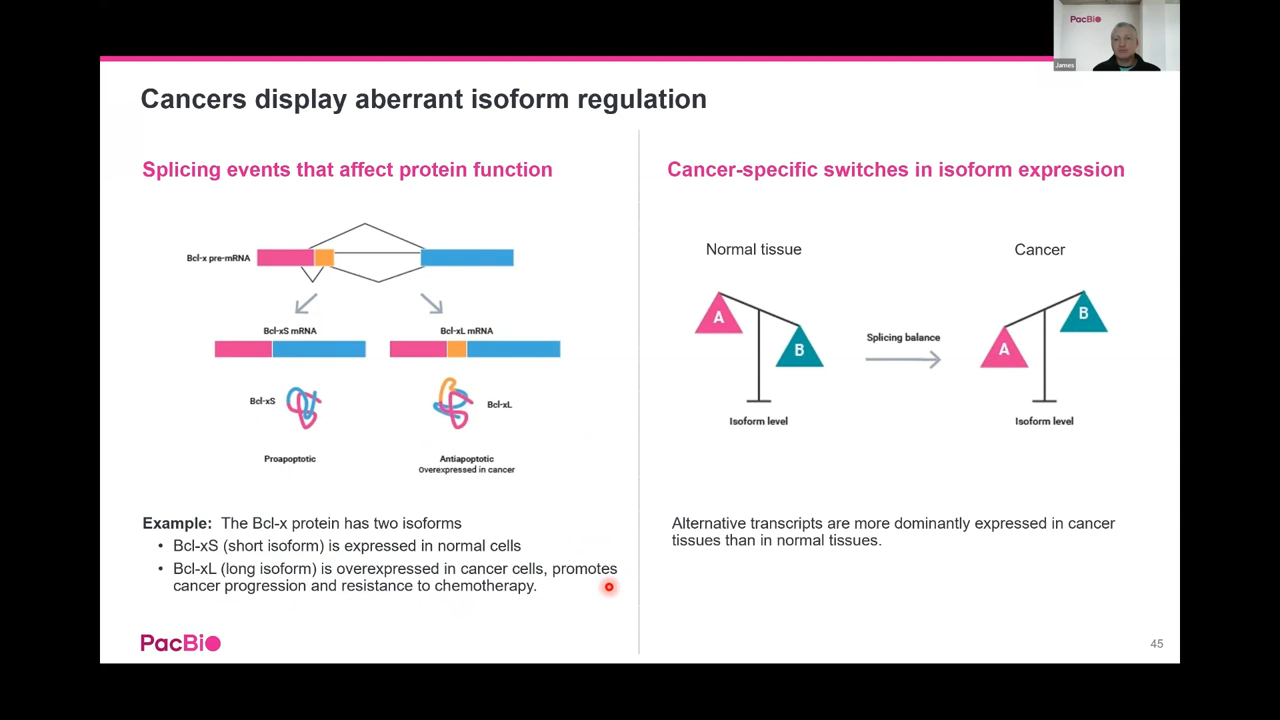 PacBio
James
Cancers display aberrant isoform regulation
Splicing events that affect protein function
Bcl-x pre-mRNA
Bcl-xS mRNA
Bcl-xL mRNA
Bcl-xS
Bcl-xL
Proapoptotic
Antiapoptotic
Overexpressed in cancer
Example: The Bcl-x protein has two isoforms
• Bcl-xS (short isoform) is expressed in normal cells
• Bcl-xL (long isoform) is overexpressed in cancer cells, promotes
cancer progression and resistance to chemotherapy.
Cancer-specific switches in isoform expression
Normal tissue
Cancer
A
B
Splicing balance
A
B
Isoform level
Isoform level
Alternative transcripts are more dominantly expressed in cancer
tissues than in normal tissues.
PacBio
45